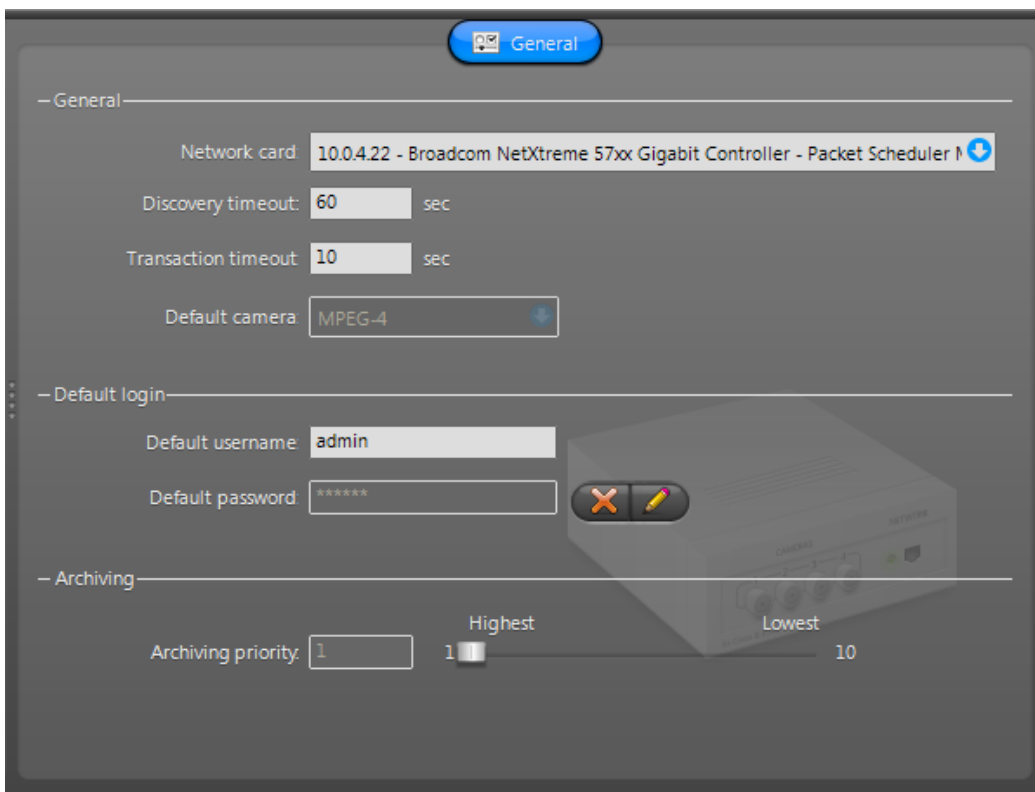 General
General
Network card: 10.0.4.22 - Broadcom NetXtreme 57xx Gigabit Controller - Packet Scheduler
Discovery timeout: 60 sec
Transaction timeout: 10 sec
Default camera: MPEG-4
Default login
Default username: admin
Default password: ******
NETWORK
CAMERAS
Archiving
Highest Lowest
Archiving priority: 1 1 10